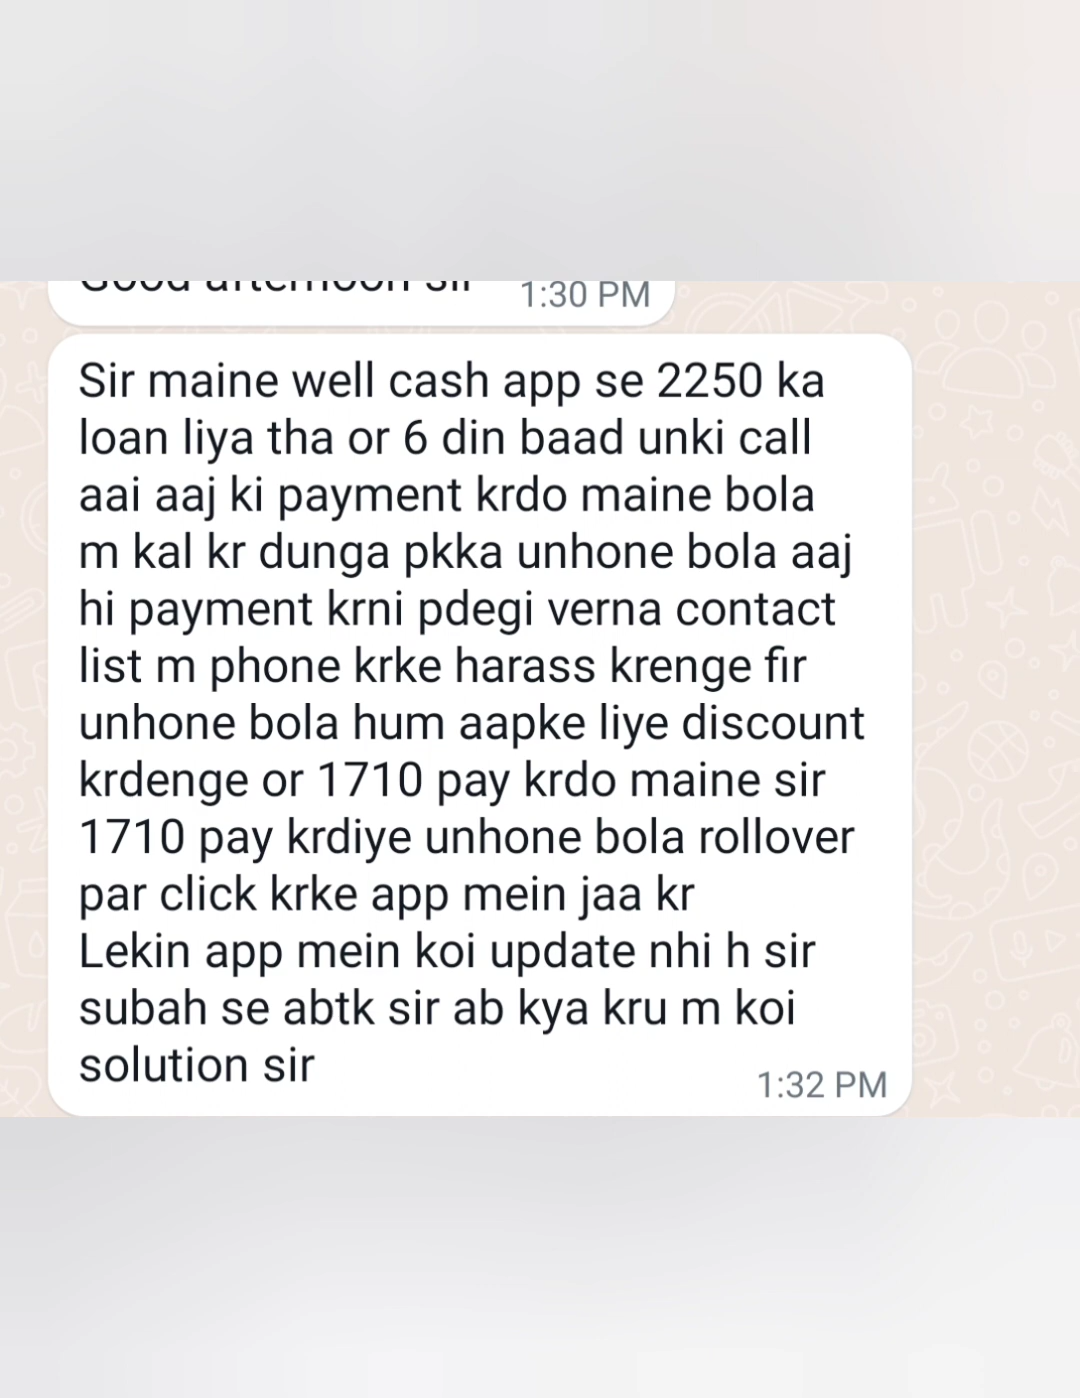 Good afternoon sir
1:30 PM
Sir maine well cash app se 2250 ka
loan liya tha or 6 din baad unki call
aai aaj ki payment krdo maine bola
m kal kr dunga pkka unhone bola aaj
hi payment krni pdegi verna contact
list m phone krke harass krenge fir
unhone bola hum aapke liye discount
krdenge or 1710 pay krdo maine sir
1710 pay krdiye unhone bola rollover
par click krke app mein jaa kr
Lekin app mein koi update nhi h sir
subah se abtk sir ab kya kru m koi
solution sir
1:32 PM